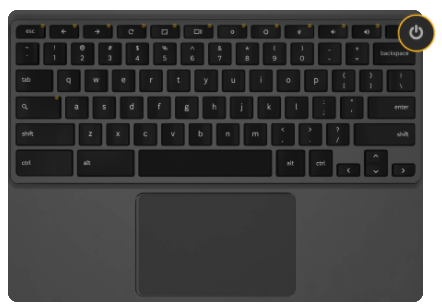 esc
~ ! @ # $ % ^ & * ( ) _ +
` 1 2 3 4 5 6 7 8 9 0 - = backspace
tab q w e r t y u i o p { } |
[ ] \
a s d f g h j k l : " enter
; '
shift z x c v b n m < > ? shift
, . /
ctrl alt alt ctrl